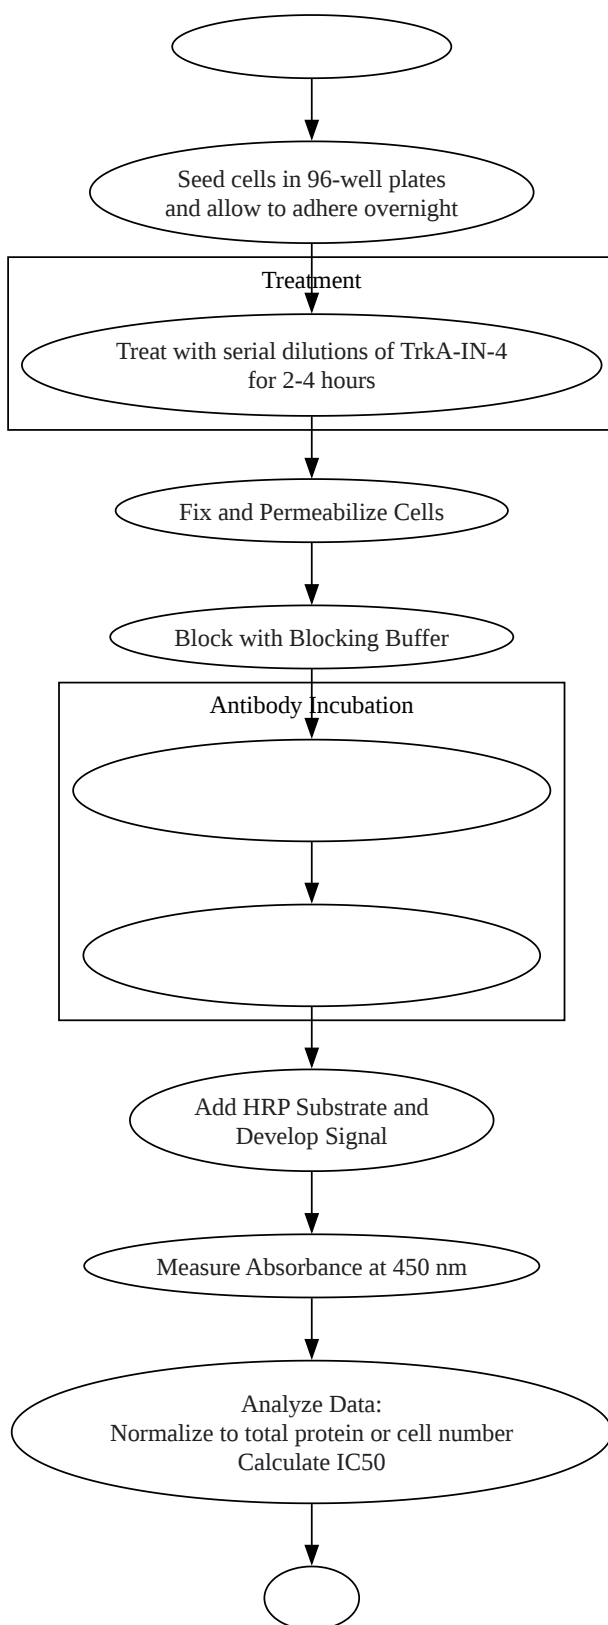 Seed cells in 96-well plates
and allow to adhere overnight
Treatment
Treat with serial dilutions of TrkA-IN-4
for 2-4 hours
Fix and Permeabilize Cells
Block with Blocking Buffer
Antibody Incubation
Add HRP Substrate and
Develop Signal
Measure Absorbance at 450 nm
Analyze Data:
Normalize to total protein or cell number
Calculate IC50